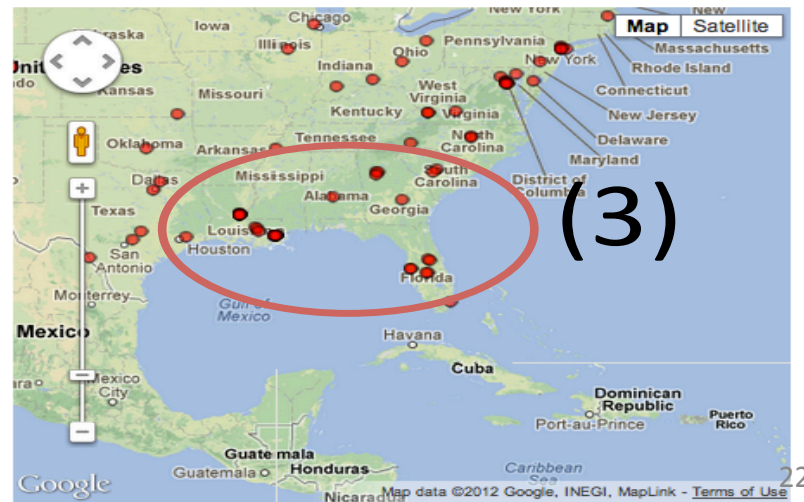 New York New
Chicago
Iowa
raska
Map Satellite
Illinois
Ohio Pennsylvania
Massachusetts
Indiana
New York
Rhode Island
Kansas
West
Virginia
Connecticut
Missouri
Kentucky
Virginia
New Jersey
Oklahoma
Tennessee
North
Carolina
Delaware
Arkansas
Maryland
Dallas
Mississippi
South
Carolina
District of
Columbia
Texas
Alabama
Georgia
(3)
Houston
San
Antonio
Florida
Monterrey
Gulf of
Mexico
Mexico
Havana
Cuba
Mexico
City
Dominican
Republic
Port-au-Prince
Puerto
Rico
Guatemala
Guatemala Honduras
Caribbean
Sea
Google
Nicaragua
Map data ©2012 Google, INEGI, MapLink - Terms of Use
22